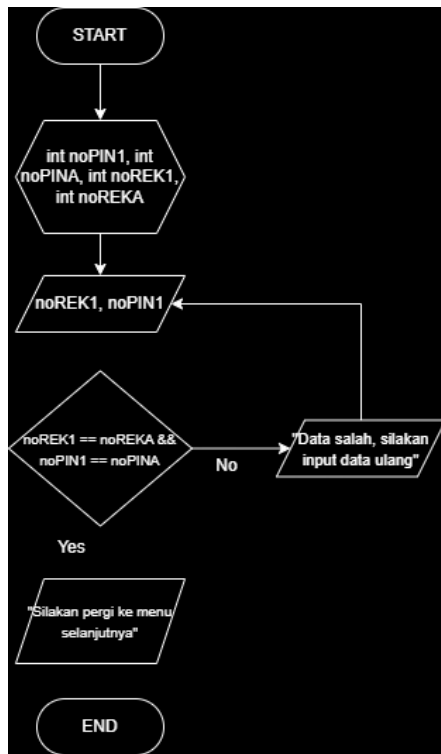 START
int noPIN1, int
noPINA, int noREK1,
int noREKA
noREK1, noPIN1
noREK1 == noREKA &&
noPIN1 == noPINA
No
"Data salah, silakan
input data ulang"
Yes
"Silakan pergi ke menu
selanjutnya"
END